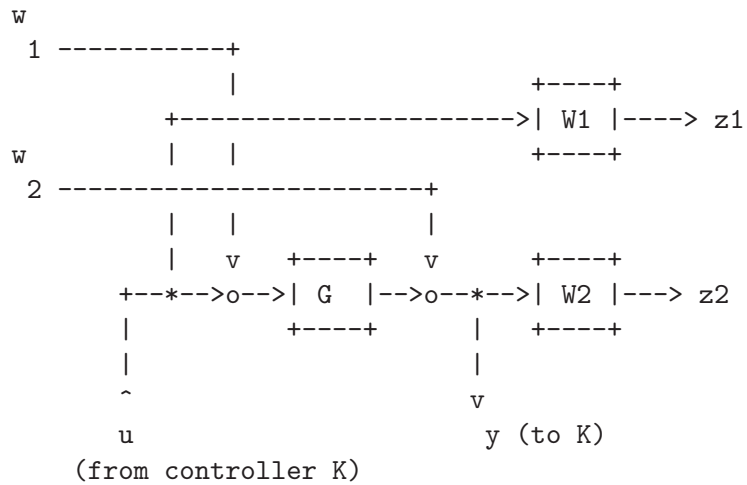 w
1 -----------+
| +----+
+---------------------->| W1 |----> z1
w | | +----+
2 -----------------------+
| | |
| v +----+ v +----+
+--*-->o-->| G |-->o--*-->| W2 |---> z2
| +----+ | +----+
| |
^ v
u y (to K)
(from controller K)